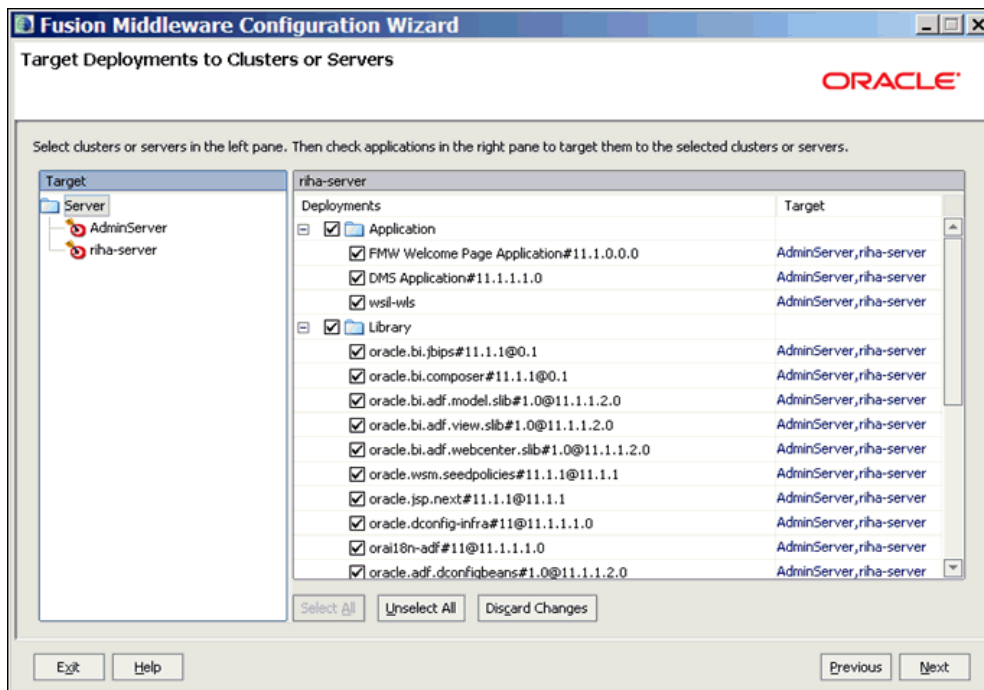 Fusion Middleware Configuration Wizard
Target Deployments to Clusters or Servers
ORACLE
Select clusters or servers in the left pane. Then check applications in the right pane to target them to the selected clusters or servers.
Target
Server
AdminServer
riha-server
riha-server
Deployments Target
Application
FMW Welcome Page Application#11.1.0.0.0 AdminServer,riha-server
DMS Application#11.1.1.1.0 AdminServer,riha-server
wsil-wls AdminServer,riha-server
Library
oracle.bi.jbips#11.1.1@0.1 AdminServer,riha-server
oracle.bi.composer#11.1.1@0.1 AdminServer,riha-server
oracle.bi.adf.model.slib#1.0@11.1.1.2.0 AdminServer,riha-server
oracle.bi.adf.view.slib#1.0@11.1.1.2.0 AdminServer,riha-server
oracle.bi.adf.webcenter.slib#1.0@11.1.1.2.0 AdminServer,riha-server
oracle.wsm.seedpolicies#11.1.1@11.1.1 AdminServer,riha-server
oracle.jsp.next#11.1.1@11.1.1 AdminServer,riha-server
oracle.dconfig-infra#11@11.1.1.1.0 AdminServer,riha-server
orai18n-adf#11@11.1.1.1.0 AdminServer,riha-server
oracle.adf.dconfigbeans#1.0@11.1.1.2.0 AdminServer,riha-server
Select All Unselect All Discard Changes
Exit Help Previous Next